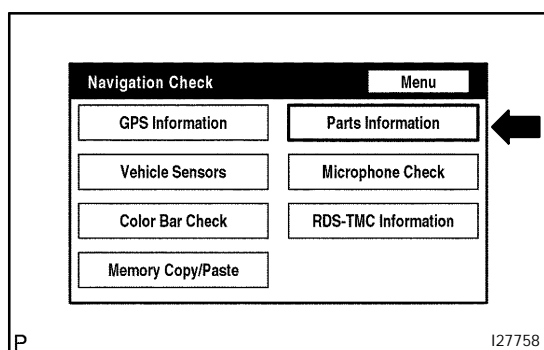 Navigation Check Menu
GPS Information Parts Information
Vehicle Sensors Microphone Check
Color Bar Check RDS-TMC Information
Memory Copy/Paste
P I27758